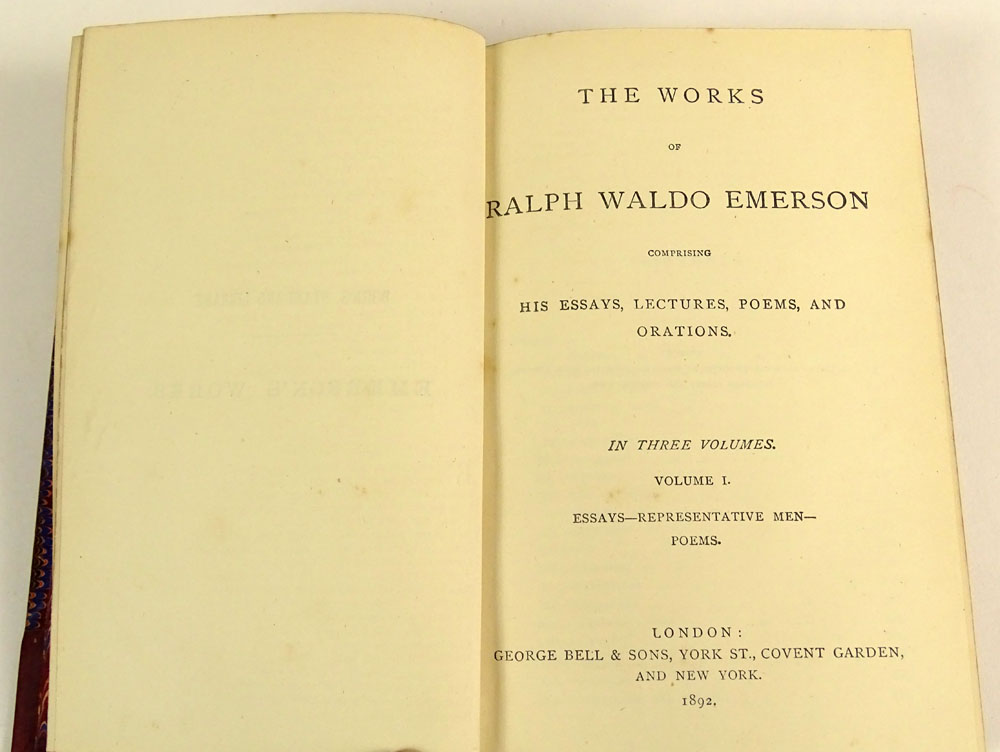 THE WORKS
OF
RALPH WALDO EMERSON
COMPRISING
HIS ESSAYS, LECTURES, POEMS, AND
ORATIONS.
IN THREE VOLUMES.
VOLUME I.
ESSAYS—REPRESENTATIVE MEN—
POEMS.
LONDON:
GEORGE BELL & SONS, YORK ST., COVENT GARDEN,
AND NEW YORK.
1892.